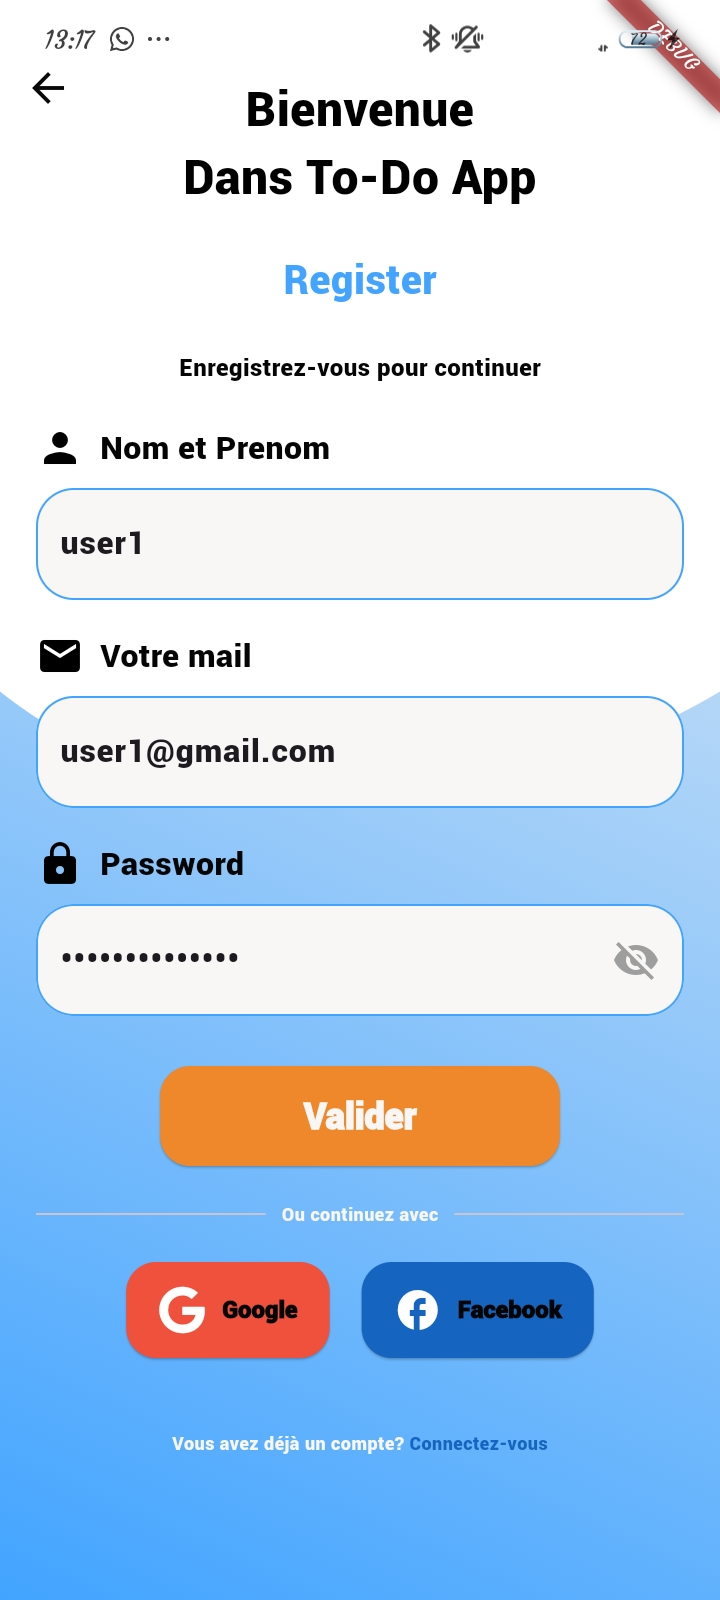 13:17
72
DEBUG
Bienvenue
Dans To-Do App
Register
Enregistrez-vous pour continuer
Nom et Prenom
user1
Votre mail
user1@gmail.com
Password
••••••••••••••
Valider
Ou continuez avec
Google
Facebook
Vous avez déjà un compte? Connectez-vous